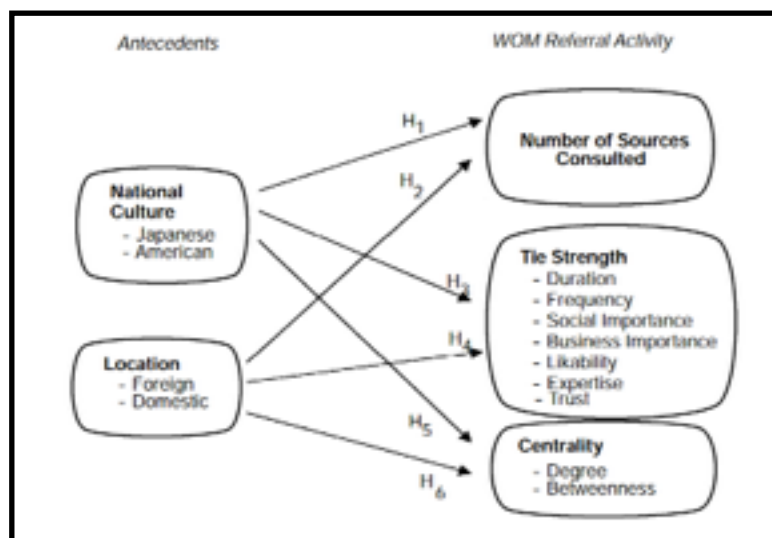 Antecedents
WOM Referral Activity
H1
Number of Sources
Consulted
H2
National
Culture
- Japanese
- American
Tie Strength
- Duration
- Frequency
- Social Importance
- Business Importance
- Likability
- Expertise
- Trust
H3
H4
Location
- Foreign
- Domestic
H5
Centrality
- Degree
- Betweenness
H6